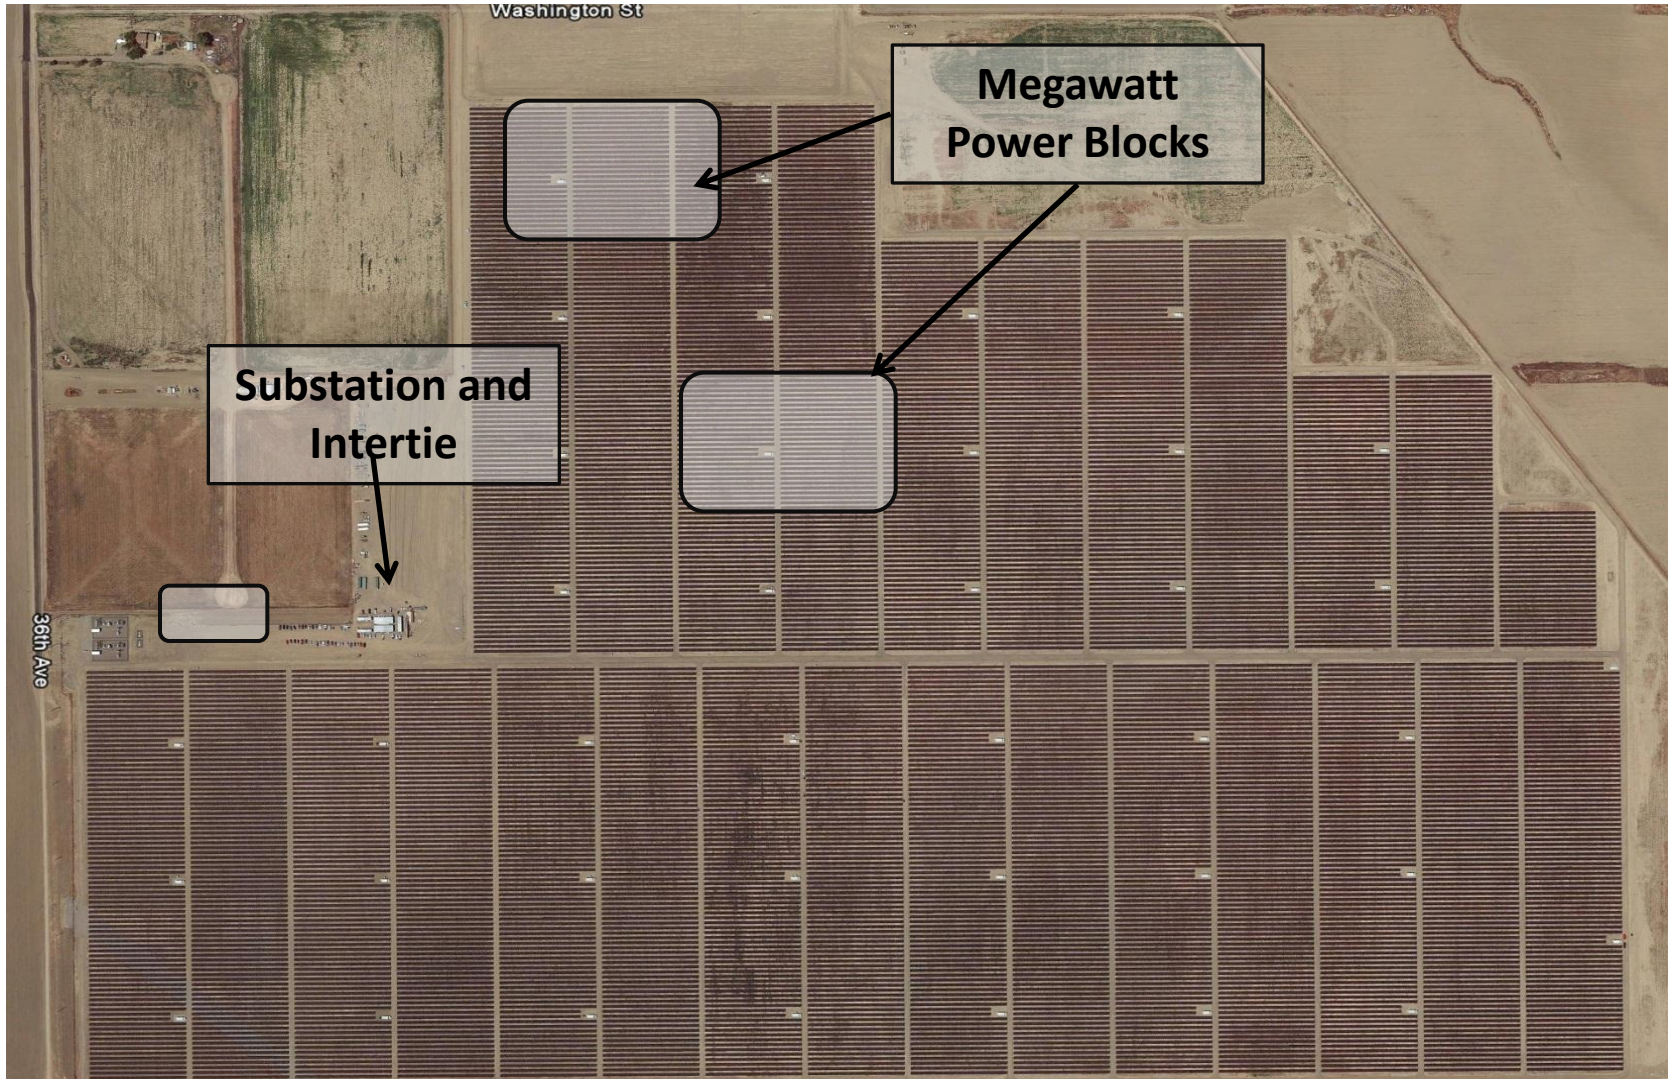 Washington St
Megawatt
Power Blocks
Substation and
Intertie
36th Ave